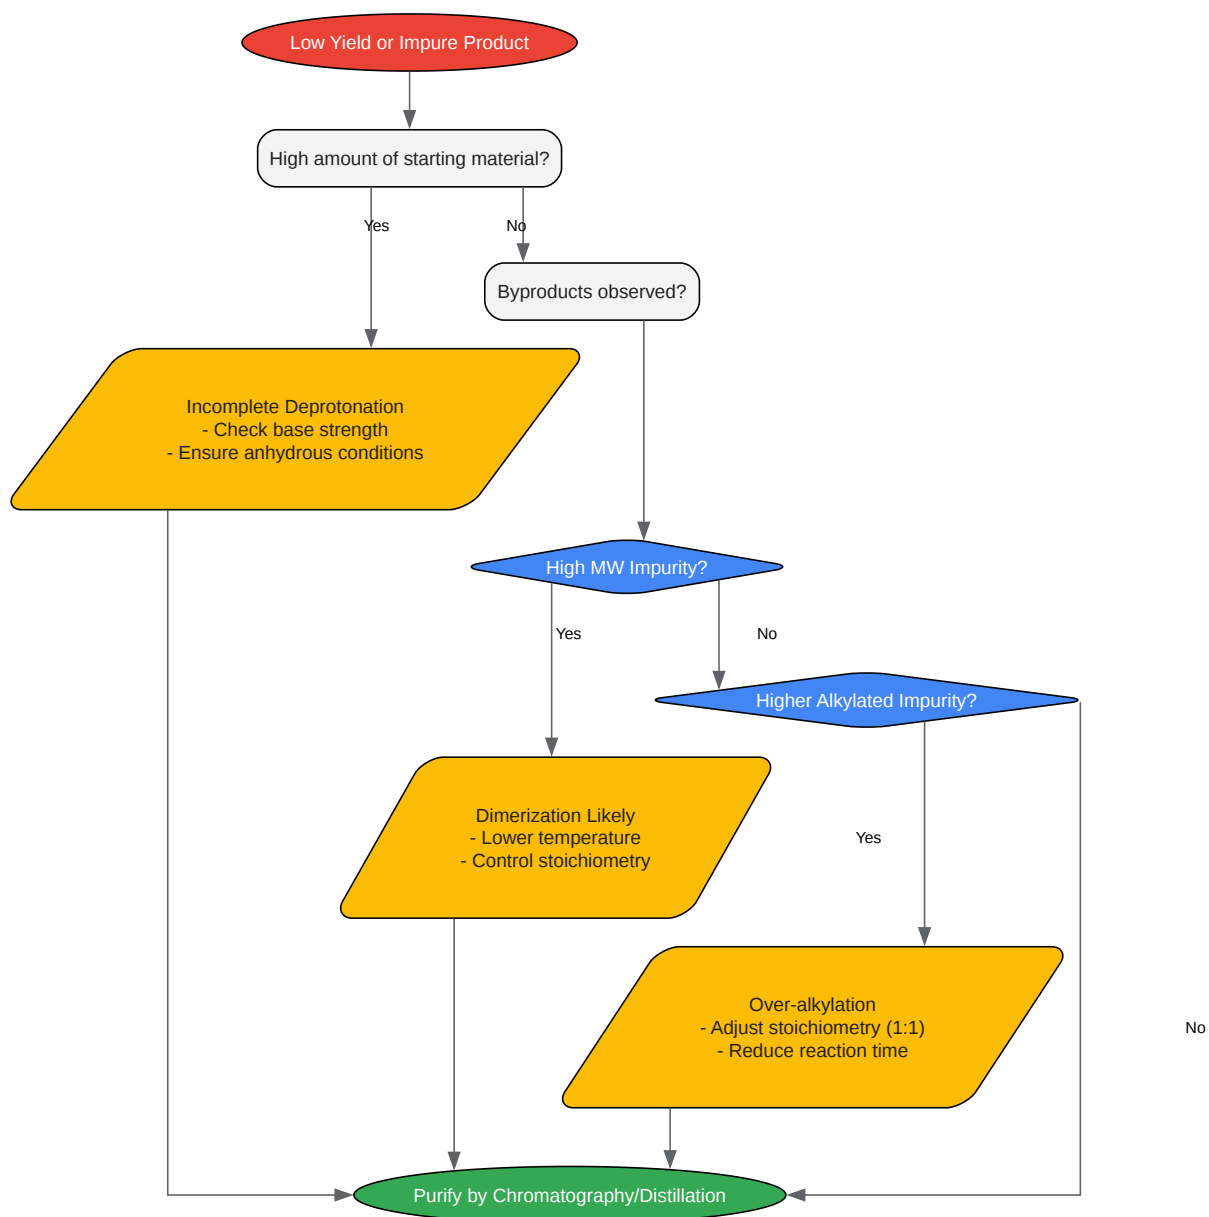 Low Yield or Impure Product
High amount of starting material?
Yes
No
Byproducts observed?
Incomplete Deprotonation
- Check base strength
- Ensure anhydrous conditions
High MW Impurity?
Yes
No
Higher Alkylated Impurity?
Dimerization Likely
- Lower temperature
- Control stoichiometry
Yes
Over-alkylation
- Adjust stoichiometry (1:1)
- Reduce reaction time
No
Purify by Chromatography/Distillation